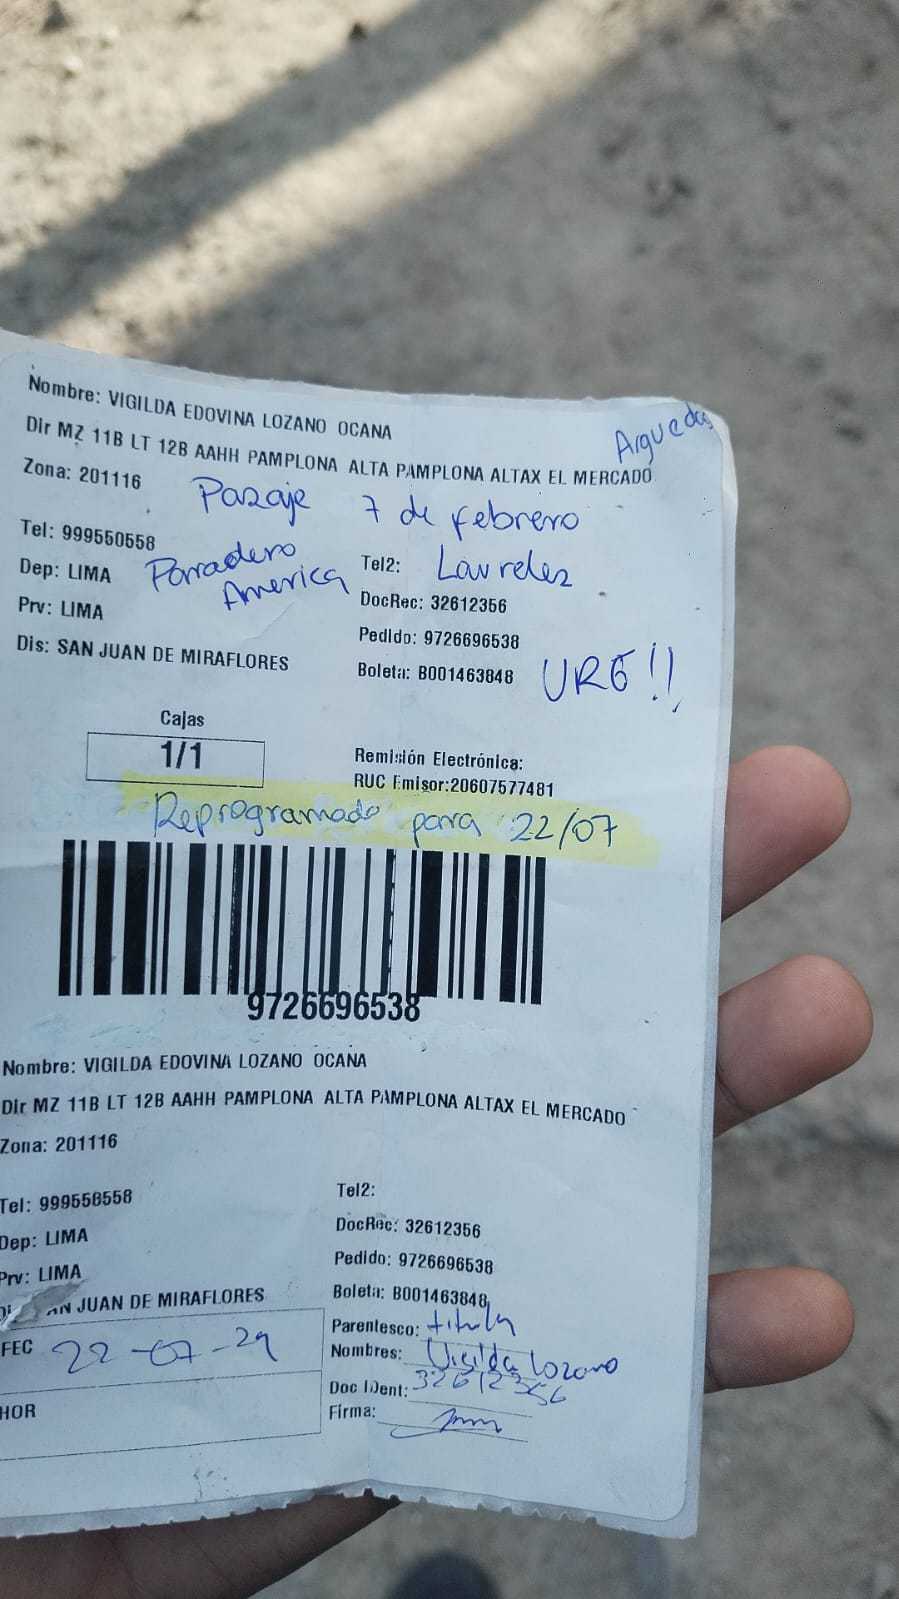 Arguedas
Nombre: VIGILDA EDOVINA LOZANO OCANA
Dir MZ 11B LT 12B AAHH PAMPLONA ALTA PAMPLONA ALTAX EL MERCADO
Zona: 201116
Pasaje 7 de febrero
Tel: 999550558
Parradero America
Tel2: Laureles
Dep: LIMA
DocRec: 32612356
Prv: LIMA
Pedido: 9726696538
Dis: SAN JUAN DE MIRAFLORES
Boleta: B001463848
URG!!
Cajas
1/1
Remisión Electrónica:
RUC Emisor:20607577481
Reprogramado para 22/07
9726696538
Nombre: VIGILDA EDOVINA LOZANO OCANA
Dir MZ 11B LT 12B AAHH PAMPLONA ALTA PAMPLONA ALTAX EL MERCADO
Zona: 201116
Tel: 999558558
Tel2:
Dep: LIMA
DocRec: 32612356
Prv: LIMA
Pedido: 9726696538
JUAN DE MIRAFLORES
Boleta: B001463848
Parentesco: titula
FEC 22-07-24
Nombres: Vigilda Lozano
Doc IDent: 32612356
HOR
Firma: